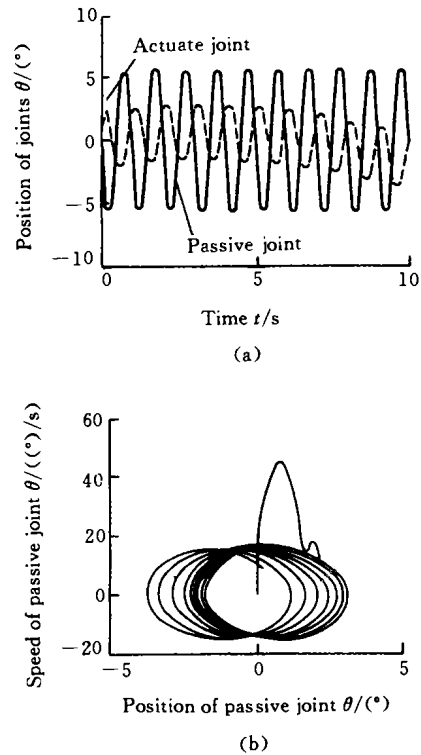 10
Actuate joint
5
0
−5
Passive joint
−10
0
5
10
Position of joints θ/(°)
Time t/s
(a)
60
40
20
0
−20
−5
0
5
Speed of passive joint θ/((°)/s)
Position of passive joint θ/(°)
(b)